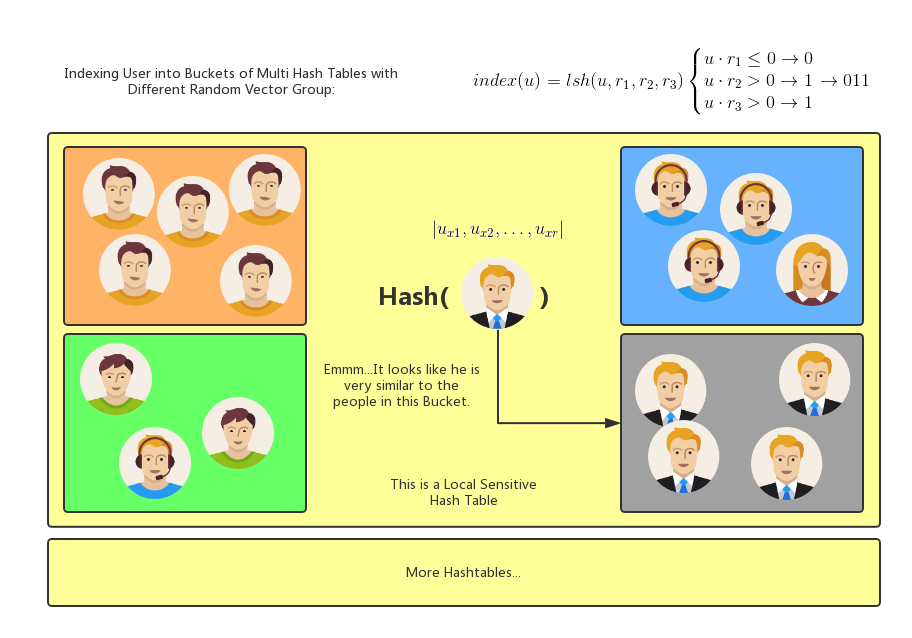 Indexing User into Buckets of Multi Hash Tables with
Different Random Vector Group:
index(u) = lsh(u, r₁, r₂, r₃) { u · r₁ ≤ 0 → 0
u · r₂ > 0 → 1 → 011
u · r₃ > 0 → 1
|uₓ₁, uₓ₂, . . . , uₓᵣ|
Hash( )
Emmm...It looks like he is
very similar to the
people in this Bucket.
This is a Local Sensitive
Hash Table
More Hashtables...